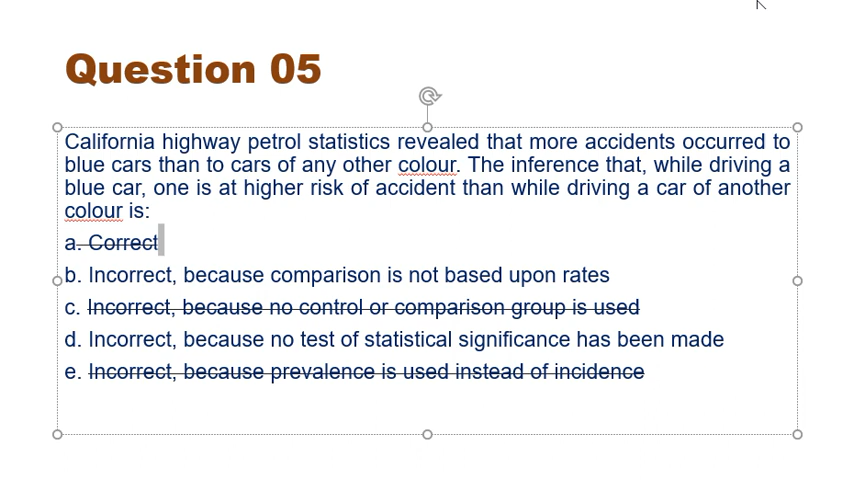 Question 05
California highway petrol statistics revealed that more accidents occurred to
blue cars than to cars of any other colour. The inference that, while driving a
blue car, one is at higher risk of accident than while driving a car of another
colour is:
a. Correct
b. Incorrect, because comparison is not based upon rates
c. Incorrect, because no control or comparison group is used
d. Incorrect, because no test of statistical significance has been made
e. Incorrect, because prevalence is used instead of incidence